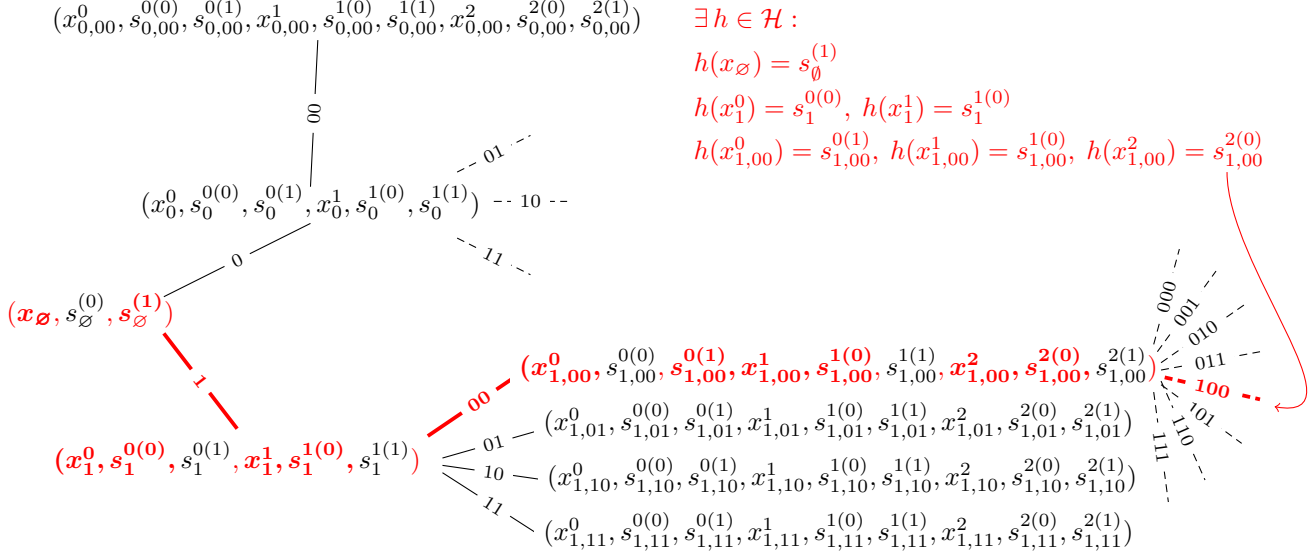 (x^0_{0,00}, s^{0(0)}_{0,00}, s^{0(1)}_{0,00}, x^1_{0,00}, s^{1(0)}_{0,00}, s^{1(1)}_{0,00}, x^2_{0,00}, s^{2(0)}_{0,00}, s^{2(1)}_{0,00})
∃ h ∈ ℋ :
h(x_∅) = s^{(1)}_∅
h(x^0_1) = s^{0(0)}_1, h(x^1_1) = s^{1(0)}_1
h(x^0_{1,00}) = s^{0(1)}_{1,00}, h(x^1_{1,00}) = s^{1(0)}_{1,00}, h(x^2_{1,00}) = s^{2(0)}_{1,00}
00
01
(x^0_0, s^{0(0)}_0, s^{0(1)}_0, x^1_0, s^{1(0)}_0, s^{1(1)}_0)
10
11
0
(x_∅, s^{(0)}_∅, s^{(1)}_∅)
1
00
(x^0_{1,00}, s^{0(0)}_{1,00}, s^{0(1)}_{1,00}, x^1_{1,00}, s^{1(0)}_{1,00}, s^{1(1)}_{1,00}, x^2_{1,00}, s^{2(0)}_{1,00}, s^{2(1)}_{1,00})
000
001
010
011
100
101
110
111
(x^0_1, s^{0(0)}_1, s^{0(1)}_1, x^1_1, s^{1(0)}_1, s^{1(1)}_1)
01
(x^0_{1,01}, s^{0(0)}_{1,01}, s^{0(1)}_{1,01}, x^1_{1,01}, s^{1(0)}_{1,01}, s^{1(1)}_{1,01}, x^2_{1,01}, s^{2(0)}_{1,01}, s^{2(1)}_{1,01})
10
(x^0_{1,10}, s^{0(0)}_{1,10}, s^{0(1)}_{1,10}, x^1_{1,10}, s^{1(0)}_{1,10}, s^{1(1)}_{1,10}, x^2_{1,10}, s^{2(0)}_{1,10}, s^{2(1)}_{1,10})
11
(x^0_{1,11}, s^{0(0)}_{1,11}, s^{0(1)}_{1,11}, x^1_{1,11}, s^{1(0)}_{1,11}, s^{1(1)}_{1,11}, x^2_{1,11}, s^{2(0)}_{1,11}, s^{2(1)}_{1,11})